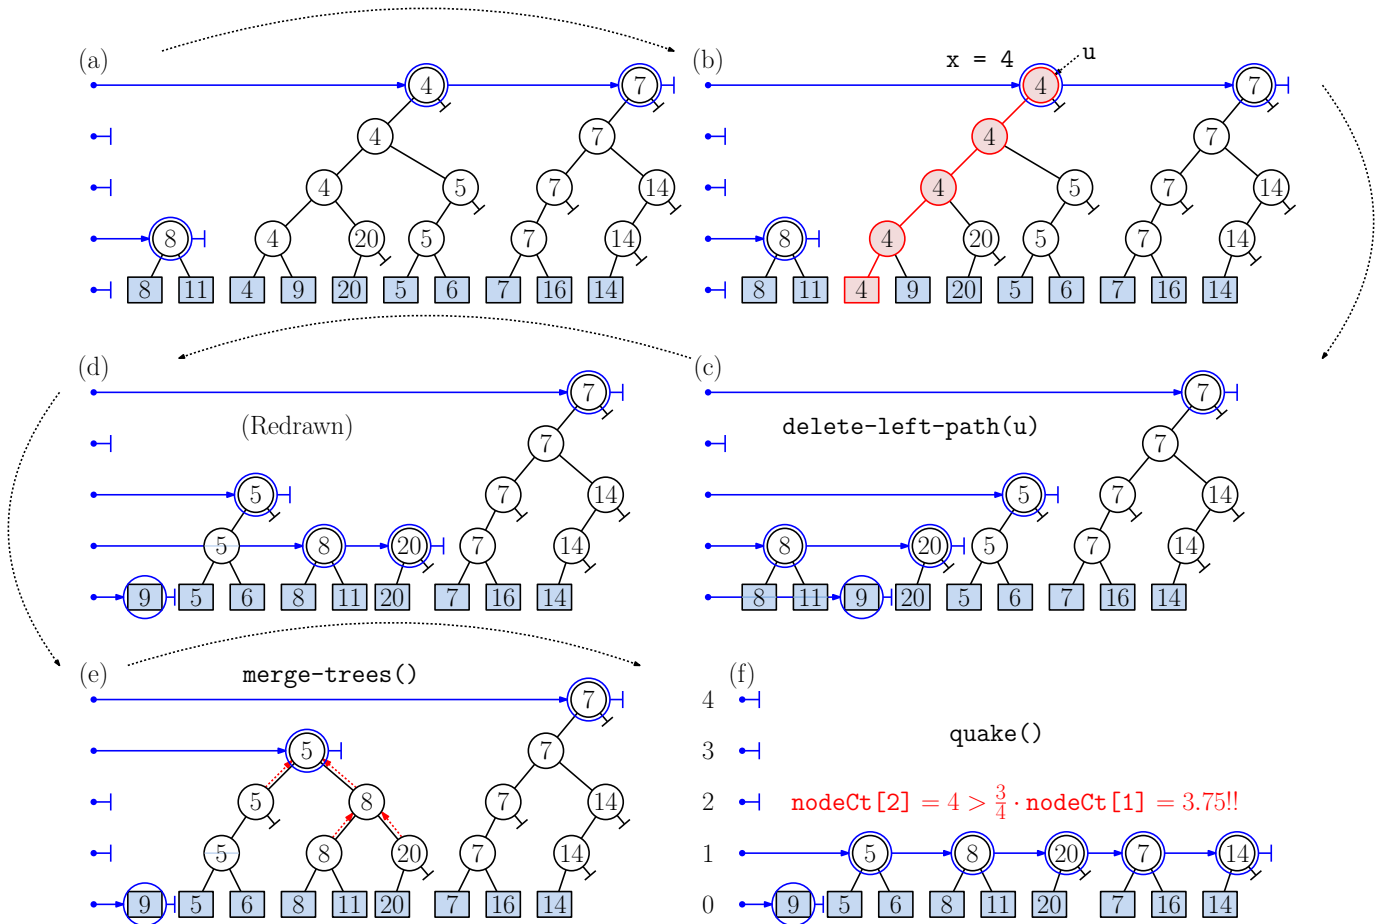 (a)
4 7
4 7
4 5 7 14
8 4 20 5 7 14
8 11 4 9 20 5 6 7 16 14
(b) x = 4 u
4 7
4 7
4 5 7 14
8 4 20 5 7 14
8 11 4 9 20 5 6 7 16 14
(d)
7
(Redrawn) 7
5 7 14
5 8 20 7 14
9 5 6 8 11 20 7 16 14
(c)
7
delete-left-path(u) 7
5 7 14
8 20 5 7 14
8 11 9 20 5 6 7 16 14
(e) merge-trees()
7
5 7
5 8 7 14
5 8 20 7 14
9 5 6 8 11 20 7 16 14
(f)
4
3 quake()
2 nodeCt[2] = 4 > 3/4 · nodeCt[1] = 3.75!!
1 5 8 20 7 14
0 9 5 6 8 11 20 7 16 14